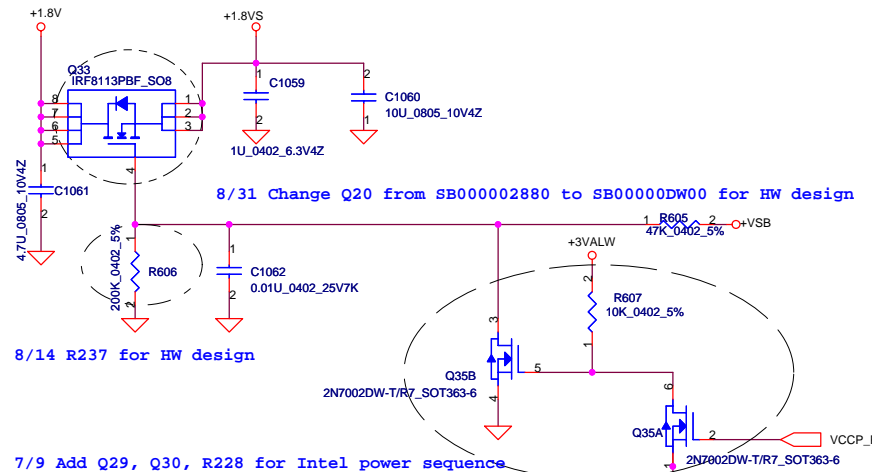 +1.8V
+1.8VS
Q33
IRF8113PBF_SO8
8
7
6
5
1
2
3
4
1
C1059
2
1U_0402_6.3V4Z
2
C1060
10U_0805_10V4Z
1
1
C1061
2
4.7U_0805_10V4Z
8/31 Change Q20 from SB000002880 to SB00000DW00 for HW design
1
R605
2
47K_0402_5%
+VSB
1
R606
2
200K_0402_5%
1
C1062
0.01U_0402_25V7K
2
+3VALW
2
R607
10K_0402_5%
1
8/14 R237 for HW design
3
Q35B
5
4
2N7002DW-T/R7_SOT363-6
6
Q35A
2
1
2N7002DW-T/R7_SOT363-6
7/9 Add Q29, Q30, R228 for Intel power sequence